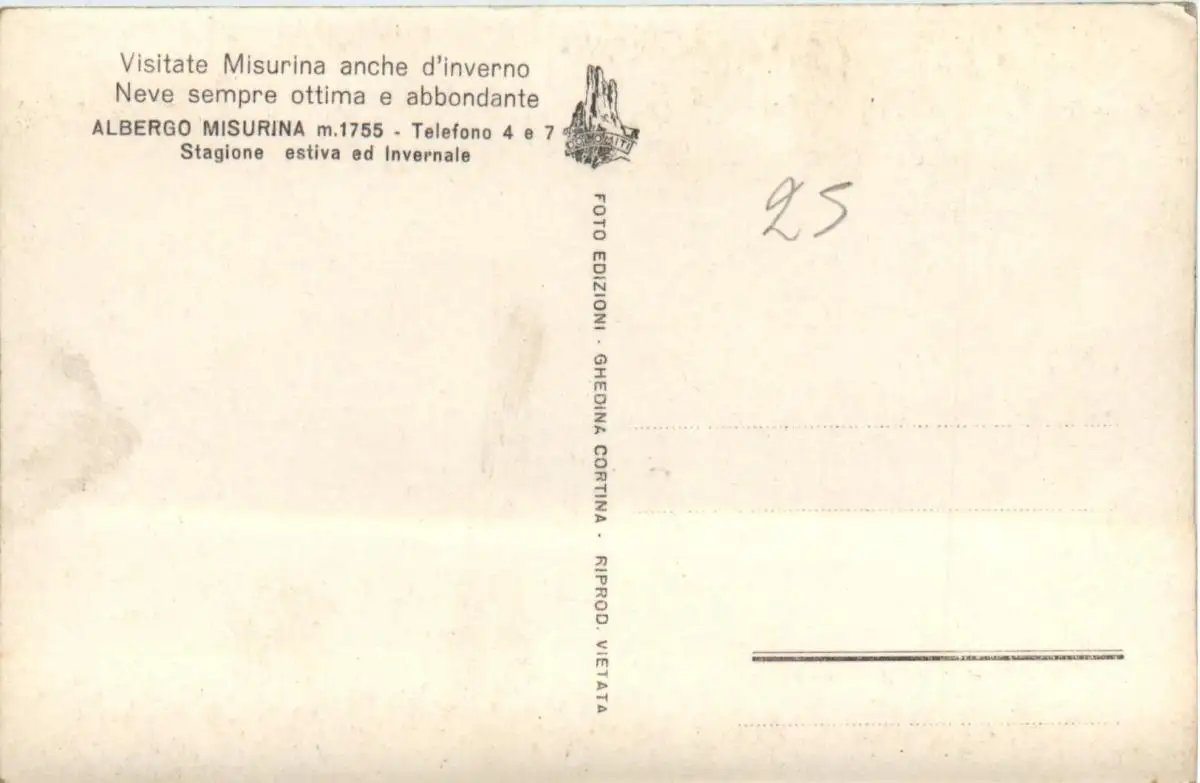 Visitate Misurina anche d'inverno
Neve sempre ottima e abbondante
ALBERGO MISURINA m.1755 - Telefono 4 e 7
Stagione estiva ed Invernale
DOLOMITI
25
FOTO EDIZIONI · GHEDINA CORTINA · RIPROD. VIETATA